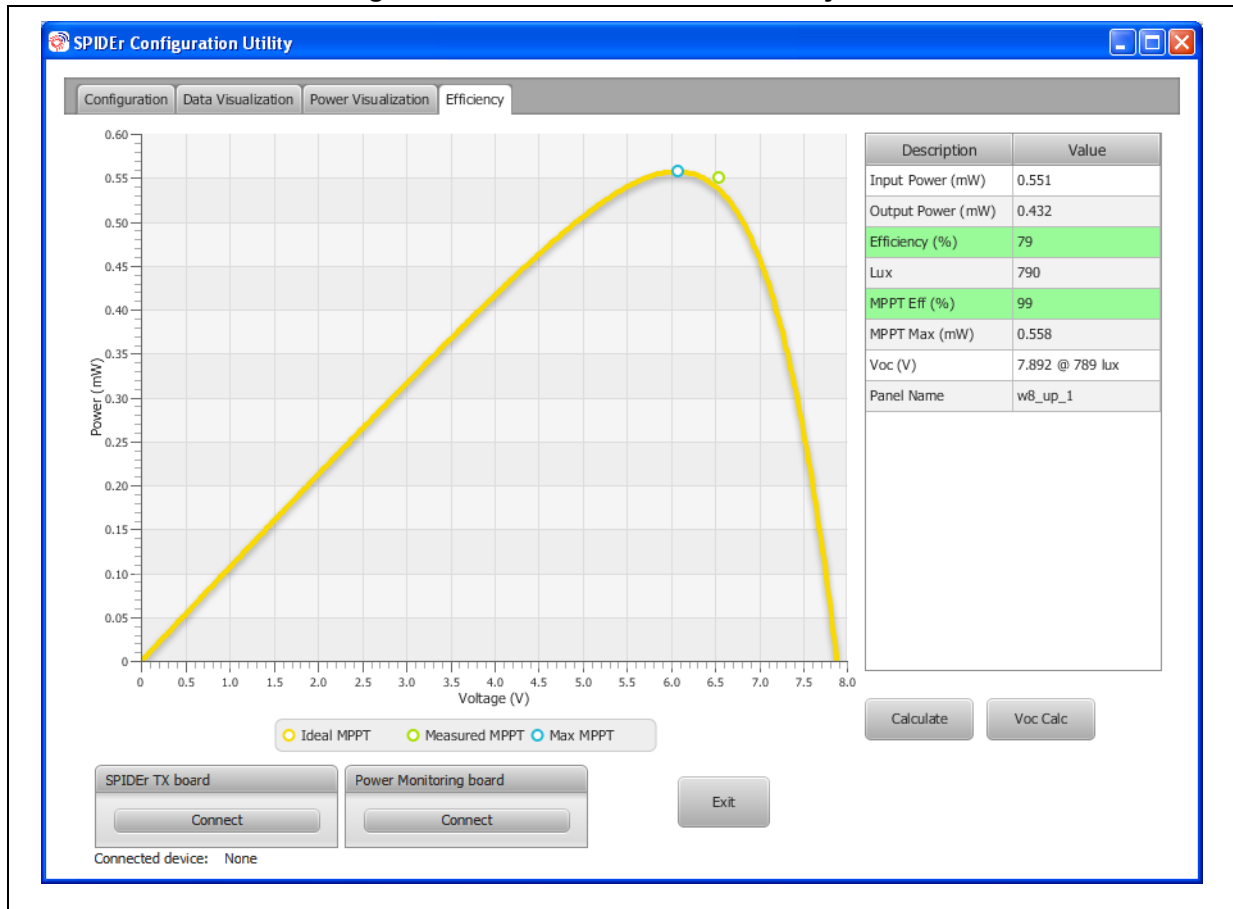 SPIDEr Configuration Utility
Configuration Data Visualization Power Visualization Efficiency
0.60
0.55
0.50
0.45
0.40
0.35
0.30
0.25
0.20
0.15
0.10
0.05
0
Power (mW)
0 0.5 1.0 1.5 2.0 2.5 3.0 3.5 4.0 4.5 5.0 5.5 6.0 6.5 7.0 7.5 8.0
Voltage (V)
Ideal MPPT Measured MPPT Max MPPT
Description Value
Input Power (mW) 0.551
Output Power (mW) 0.432
Efficiency (%) 79
Lux 790
MPPT Eff (%) 99
MPPT Max (mW) 0.558
Voc (V) 7.892 @ 789 lux
Panel Name w8_up_1
Calculate Voc Calc
SPIDEr TX board Power Monitoring board
Connect Connect
Exit
Connected device: None